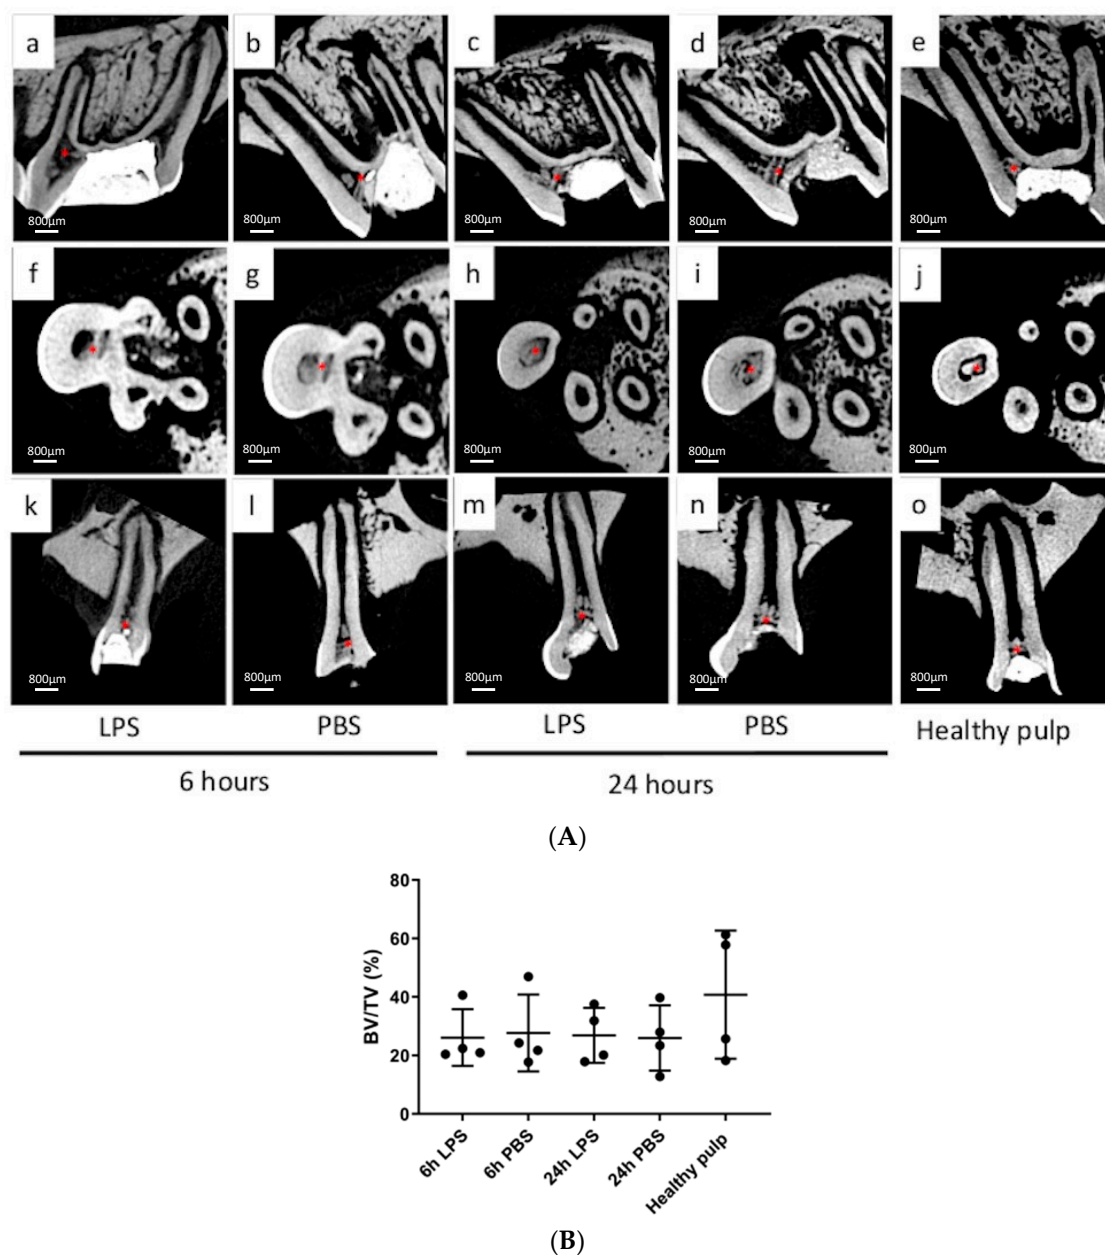 a b c d e
800µm 800µm 800µm 800µm 800µm
f g h i j
800µm 800µm 800µm 800µm 800µm
k l m n o
800µm 800µm 800µm 800µm 800µm
LPS PBS LPS PBS Healthy pulp
6 hours 24 hours
(A)
80
60
40
20
0
BV/TV (%)
6h LPS 6h PBS 24h LPS 24h PBS Healthy pulp
(B)